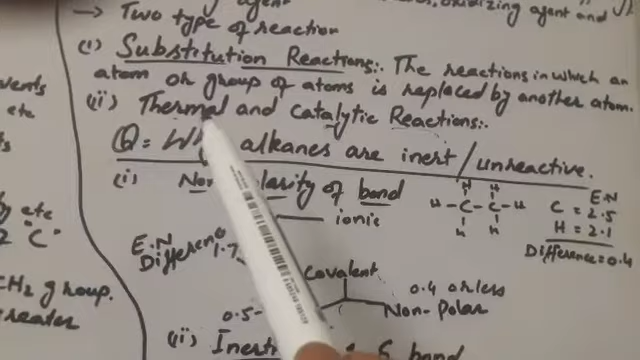 agent
oxidizing agent and
→ Two type of reaction
(i) Substitution Reactions:. The reactions in which an
atom or group of atoms is replaced by another atom.
(ii) Thermal and Catalytic Reactions:.
Q = alkanes are inert/unreactive.
(i) of bond
ionic
H H
H-C-C-H
H H
E.N
C = 2.5
H = 2.1
Difference = 0.4
E.N
Difference 1.7
Covalent
0.4 or less
0.5-
Non-Polar
(ii) bond
vents
etc
etc
"C"
CH2 group.
greater